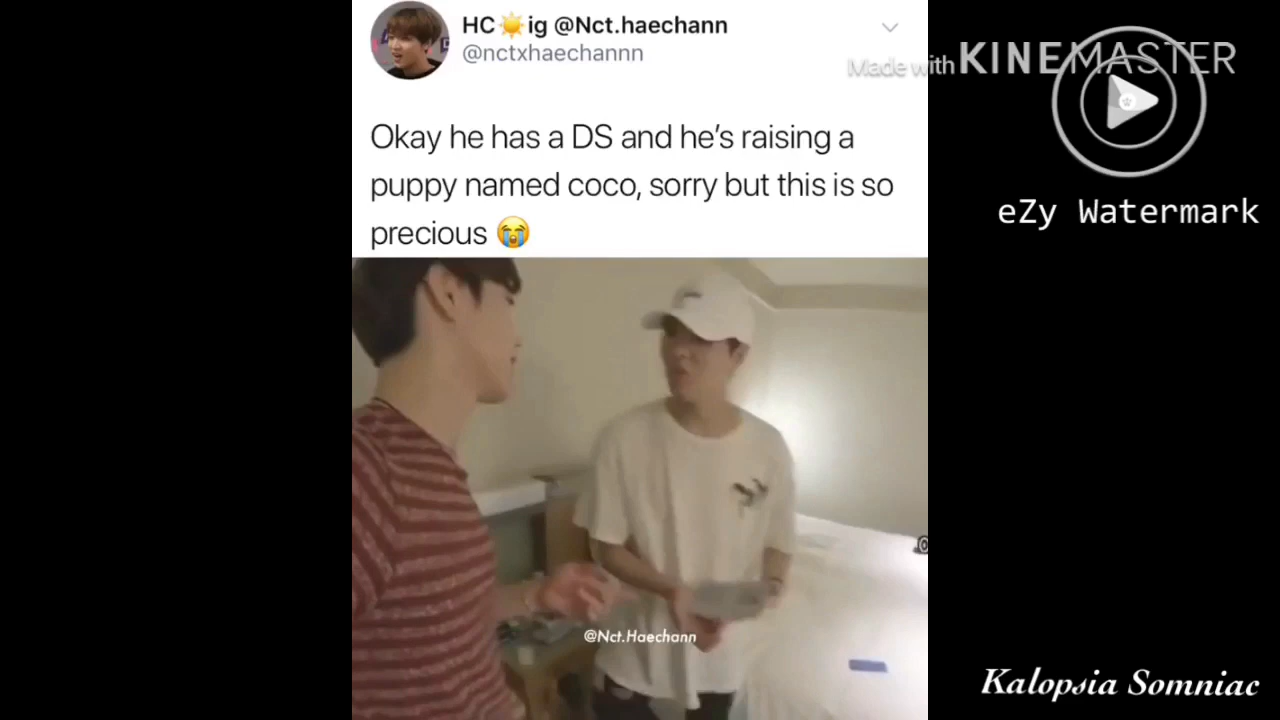 HC☀️ig @Nct.haechann
@nctxhaechannn
Made with KINEMASTER
Okay he has a DS and he's raising a
puppy named coco, sorry but this is so
precious 😭
eZy Watermark
@Nct.Haechann
Kalopsia Somniac